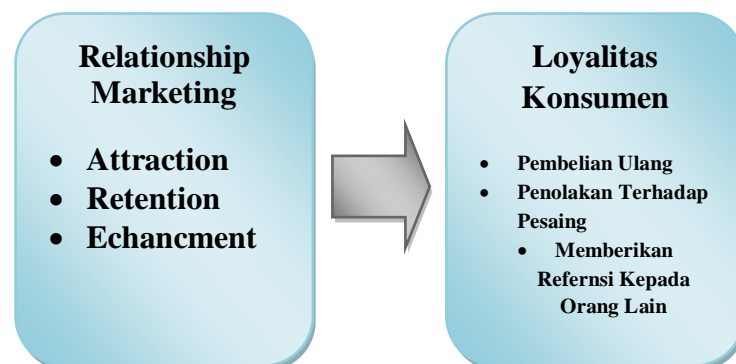 Relationship
Marketing
• Attraction
• Retention
• Echancment
Loyalitas
Konsumen
• Pembelian Ulang
• Penolakan Terhadap
Pesaing
• Memberikan
Refernsi Kepada
Orang Lain